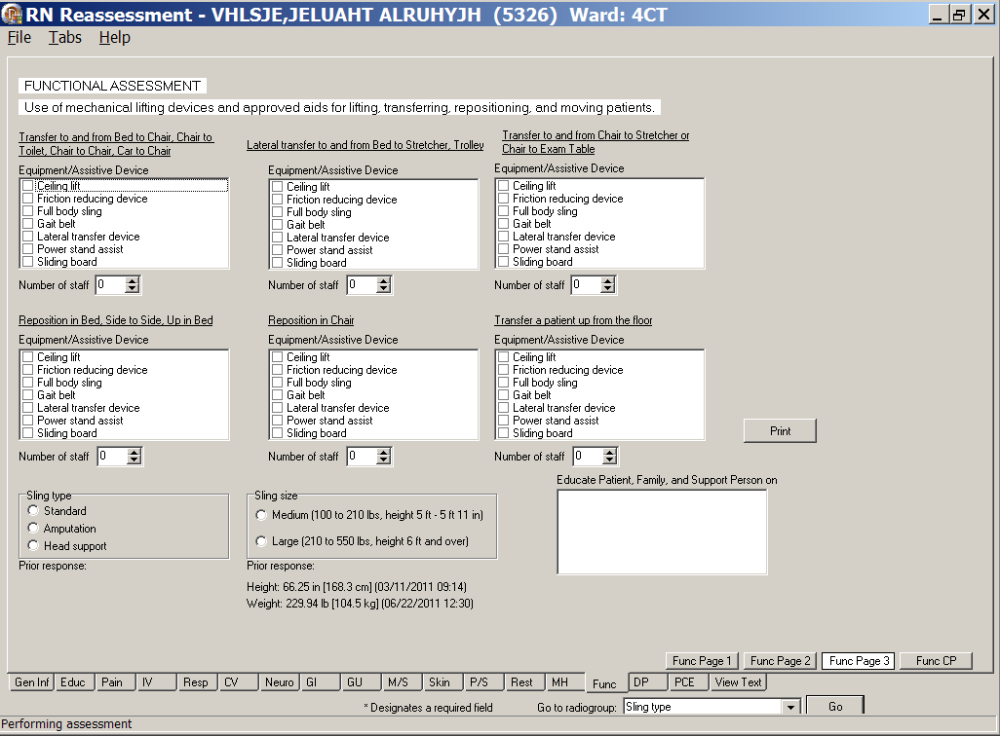 RN Reassessment - VHLSJE,JELUAHT ALRUHYJH (5326) Ward: 4CT
File Tabs Help
FUNCTIONAL ASSESSMENT
Use of mechanical lifting devices and approved aids for lifting, transferring, repositioning, and moving patients.
Transfer to and from Bed to Chair, Chair to
Toilet, Chair to Chair, Car to Chair
Equipment/Assistive Device
Ceiling lift
Friction reducing device
Full body sling
Gait belt
Lateral transfer device
Power stand assist
Sliding board
Number of staff 0
Lateral transfer to and from Bed to Stretcher, Trolley
Equipment/Assistive Device
Ceiling lift
Friction reducing device
Full body sling
Gait belt
Lateral transfer device
Power stand assist
Sliding board
Number of staff 0
Transfer to and from Chair to Stretcher or
Chair to Exam Table
Equipment/Assistive Device
Ceiling lift
Friction reducing device
Full body sling
Gait belt
Lateral transfer device
Power stand assist
Sliding board
Number of staff 0
Reposition in Bed, Side to Side, Up in Bed
Equipment/Assistive Device
Ceiling lift
Friction reducing device
Full body sling
Gait belt
Lateral transfer device
Power stand assist
Sliding board
Number of staff 0
Reposition in Chair
Equipment/Assistive Device
Ceiling lift
Friction reducing device
Full body sling
Gait belt
Lateral transfer device
Power stand assist
Sliding board
Number of staff 0
Transfer a patient up from the floor
Equipment/Assistive Device
Ceiling lift
Friction reducing device
Full body sling
Gait belt
Lateral transfer device
Power stand assist
Sliding board
Number of staff 0
Print
Sling type
Standard
Amputation
Head support
Prior response:
Sling size
Medium (100 to 210 lbs, height 5 ft - 5 ft 11 in)
Large (210 to 550 lbs, height 6 ft and over)
Prior response:
Height: 66.25 in [168.3 cm] (03/11/2011 09:14)
Weight: 229.94 lb [104.5 kg] (06/22/2011 12:30)
Educate Patient, Family, and Support Person on
Func Page 1 Func Page 2 Func Page 3 Func CP
Gen Inf Educ Pain IV Resp CV Neuro GI GU M/S Skin P/S Rest MH Func DP PCE View Text
* Designates a required field Go to radiogroup: Sling type Go
Performing assessment